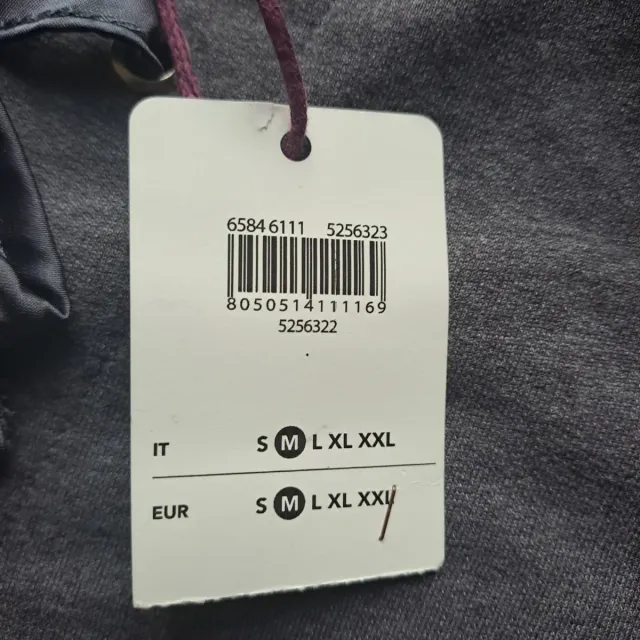 6584 6111 5256323
8050514111169
5256322
IT S M L XL XXL
EUR S M L XL XXL